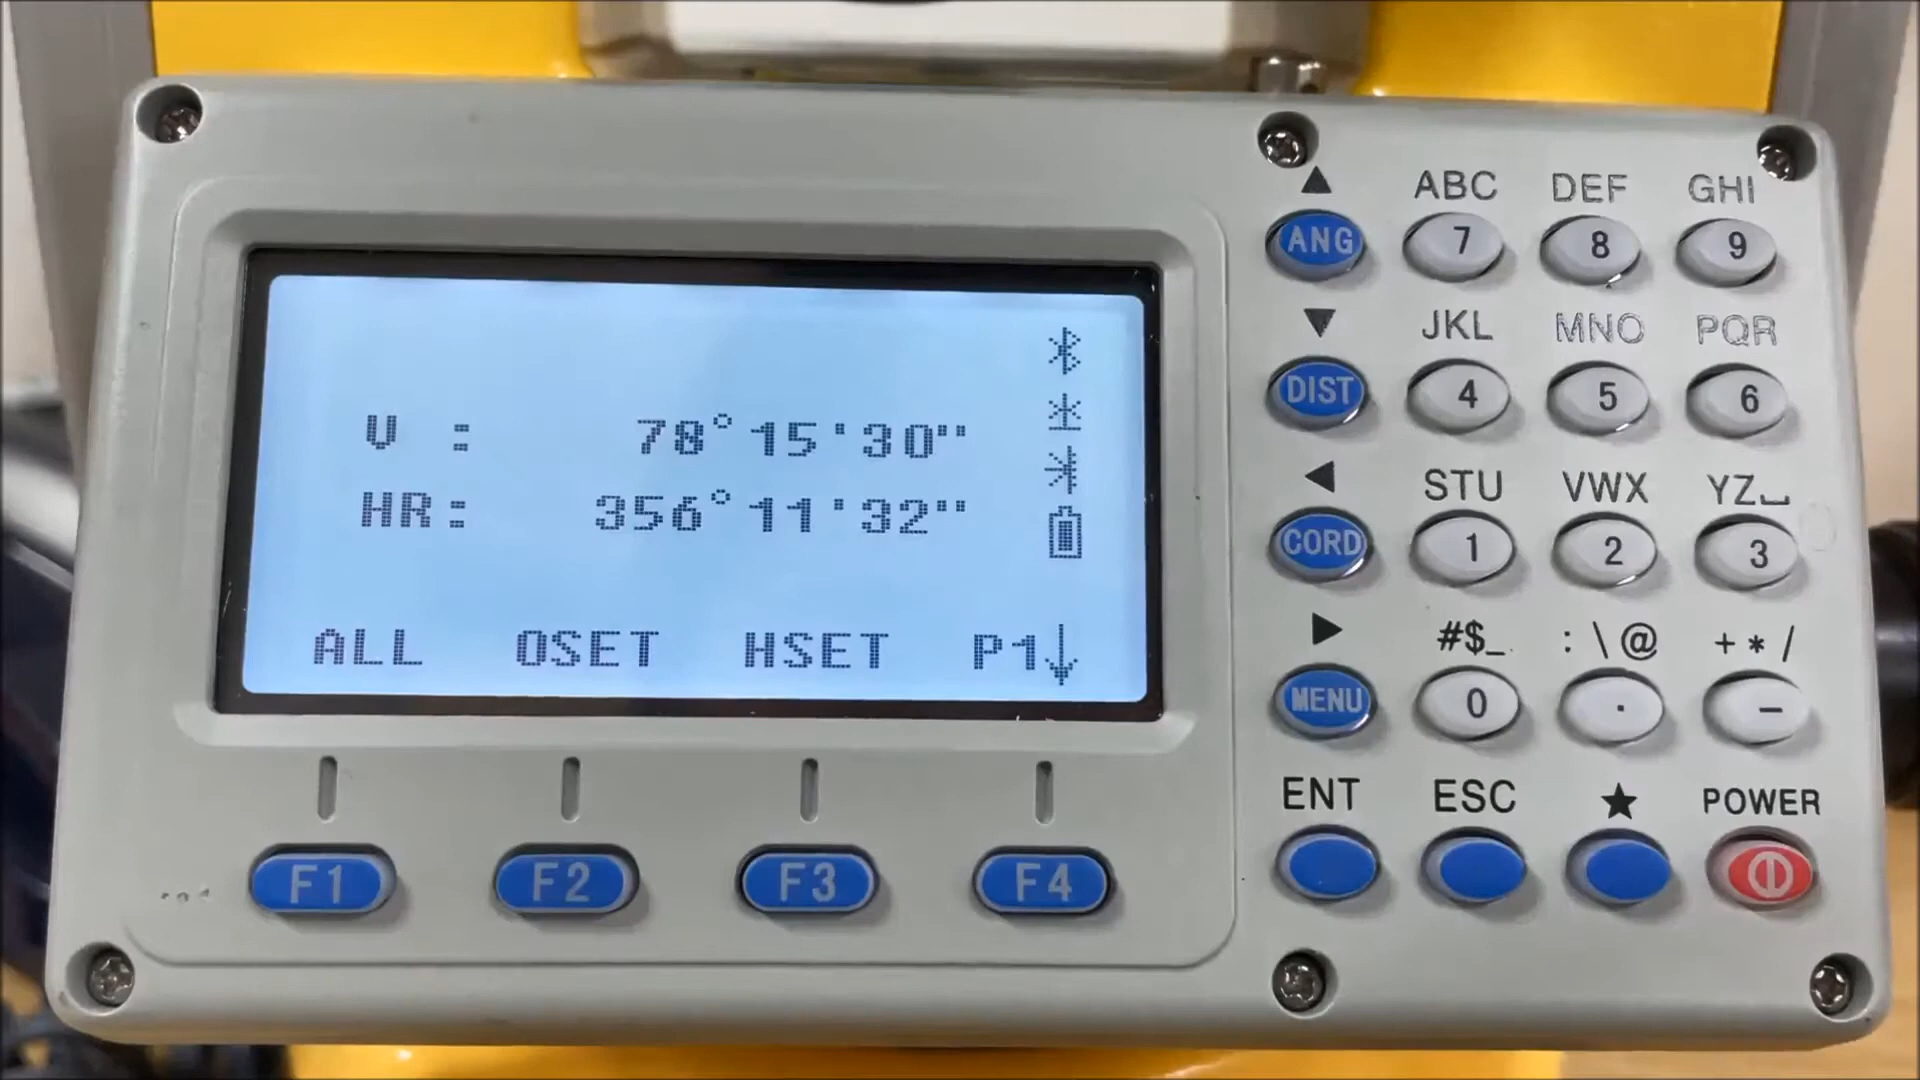 V : 78°15'30"
HR: 356°11'32"
ALL OSET HSET P1↓
F1 F2 F3 F4
▲ ABC DEF GHI
ANG 7 8 9
▼ JKL MNO PQR
DIST 4 5 6
◀ STU VWX YZ⎵
CORD 1 2 3
▶ #$_ :\@ +*/
MENU 0 . -
ENT ESC ★ POWER